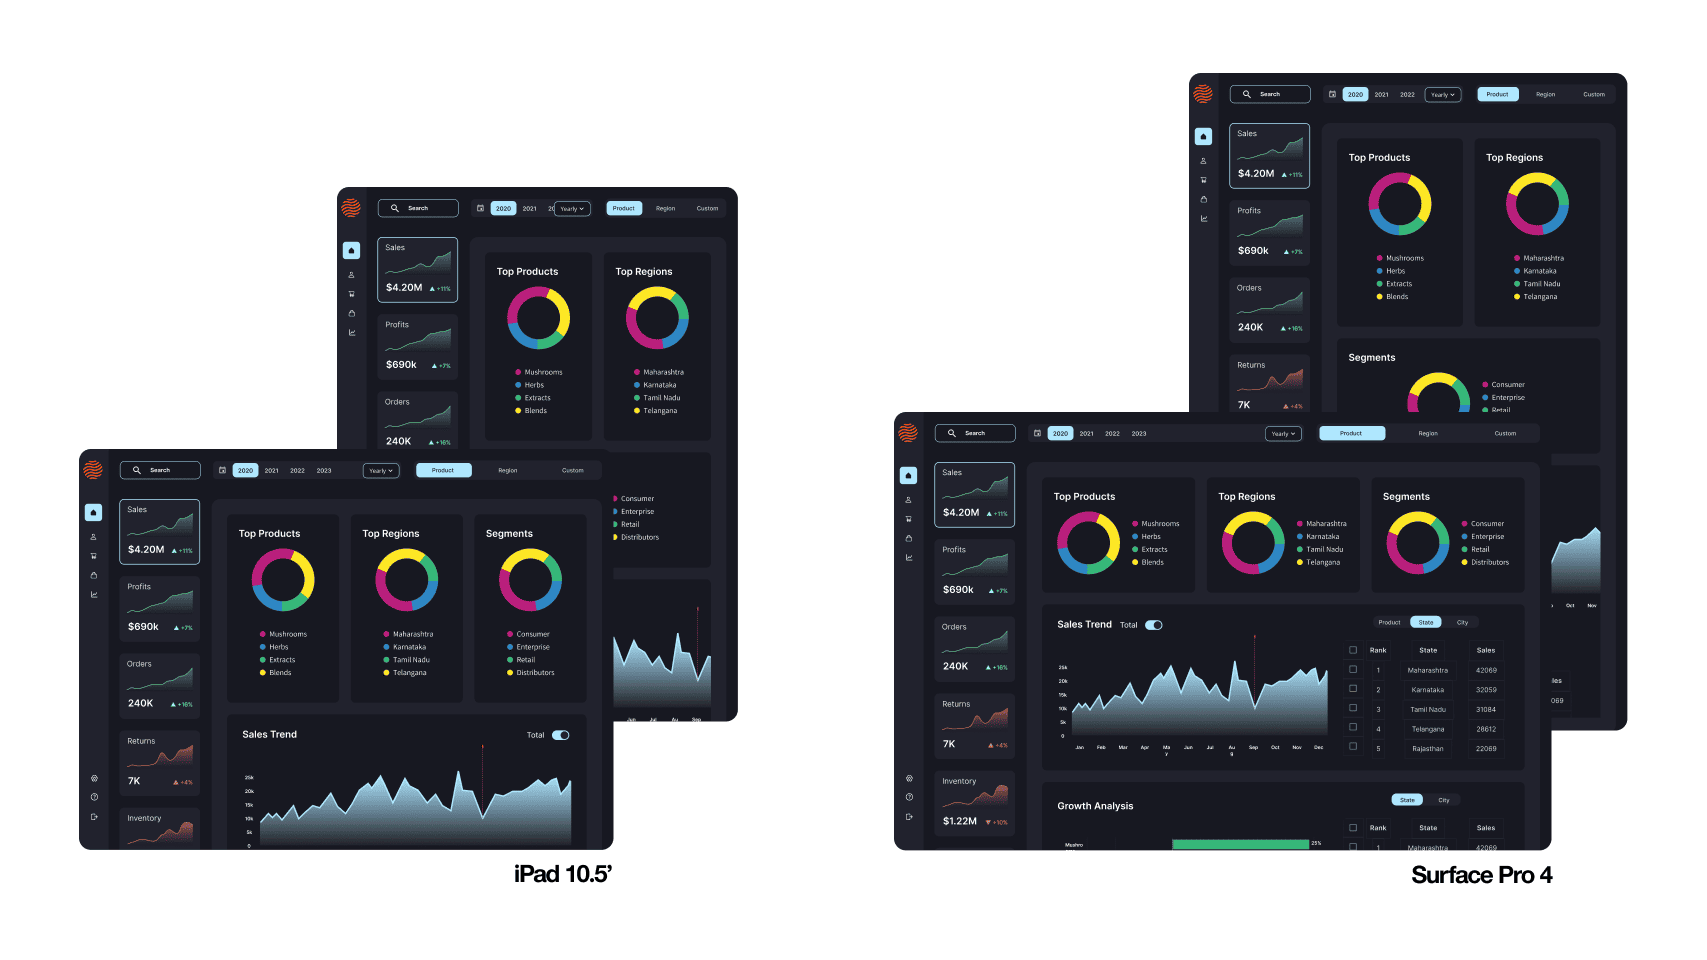 Search
2020 2021 20 Yearly
Product Region Custom
Sales
$4.20M +11%
Profits
$690k +7%
Orders
240K +16%
Top Products
Mushrooms
Herbs
Extracts
Blends
Top Regions
Maharashtra
Karnataka
Tamil Nadu
Telangana
Consumer
Enterprise
Retail
Distributors
Jun Jul Au Sep
Search
2020 2021 2022 2023 Yearly
Product Region Custom
Sales
$4.20M +11%
Profits
$690k +7%
Orders
240K +16%
Returns
7K +4%
Inventory
Top Products
Mushrooms
Herbs
Extracts
Blends
Top Regions
Maharashtra
Karnataka
Tamil Nadu
Telangana
Segments
Consumer
Enterprise
Retail
Distributors
Sales Trend Total
25k
20k
15k
10k
5k
0
iPad 10.5'
Search
2020 2021 2022 Yearly
Product Region Custom
Sales
$4.20M +11%
Profits
$690k +7%
Orders
240K +16%
Returns
7K +4%
Top Products
Mushrooms
Herbs
Extracts
Blends
Top Regions
Maharashtra
Karnataka
Tamil Nadu
Telangana
Segments
Consumer
Enterprise
Retail
Oct Nov
les
069
Search
2020 2021 2022 2023 Yearly
Product Region Custom
Sales
$4.20M +11%
Profits
$690k +7%
Orders
240K +16%
Returns
7K +4%
Inventory
$1.22M +10%
Top Products
Mushrooms
Herbs
Extracts
Blends
Top Regions
Maharashtra
Karnataka
Tamil Nadu
Telangana
Segments
Consumer
Enterprise
Retail
Distributors
Sales Trend Total
25k
20k
15k
10k
5k
0
Jan Feb Mar Apr Ma Jun Jul Au Sep Oct Nov Dec
y g
Product State City
Rank State Sales
1 Maharashtra 42069
2 Karnataka 32059
3 Tamil Nadu 31084
4 Telangana 28612
5 Rajasthan 22069
Growth Analysis
State City
Mushro
25%
Rank State Sales
1 Maharashtra 42069
Surface Pro 4